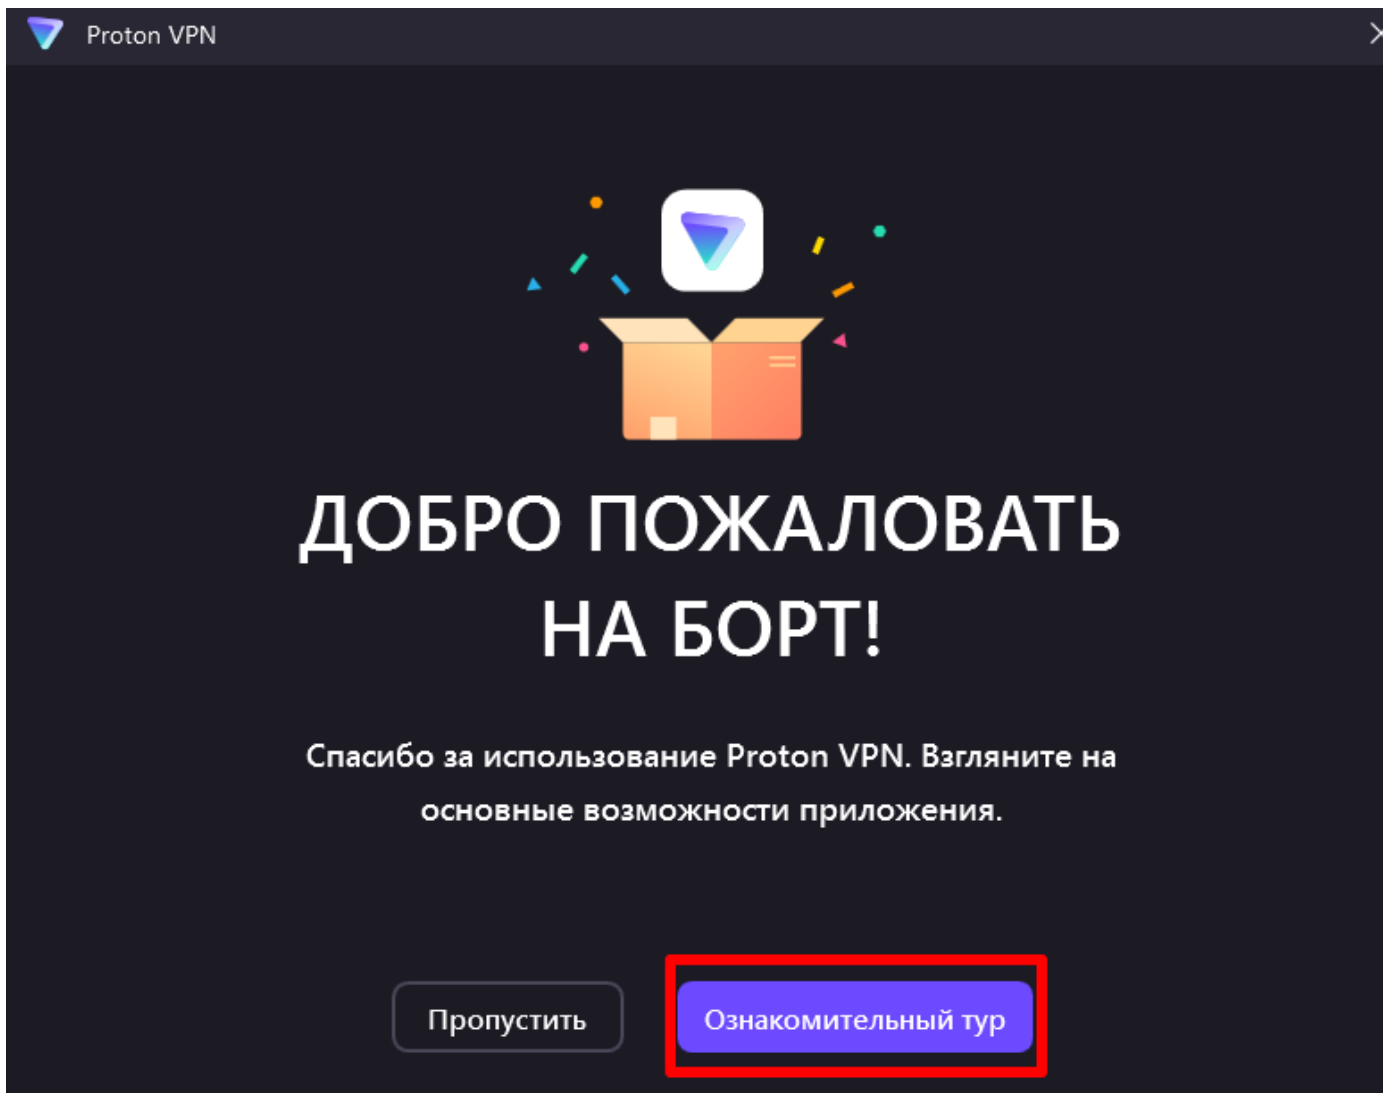 Proton VPN
ДОБРО ПОЖАЛОВАТЬ
НА БОРТ!
Спасибо за использование Proton VPN. Взгляните на
основные возможности приложения.
Пропустить
Ознакомительный тур